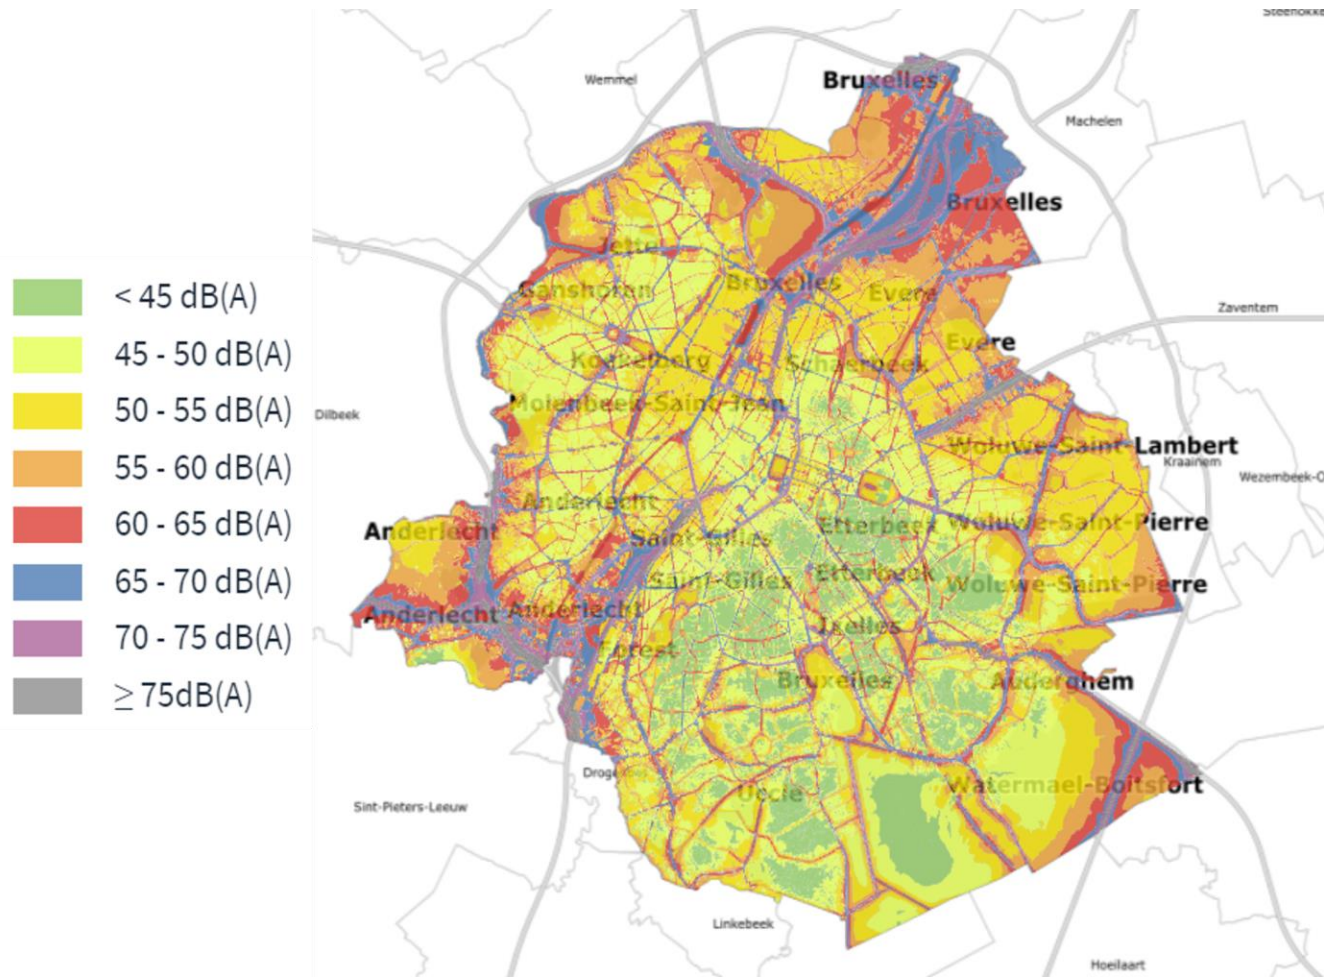 Steenokke
Wemmel
Bruxelles
Machelen
Bruxelles
Jette
Ganshoren
Bruxelles
Evere
Zaventem
Evere
Koekelberg
Schaerbeek
Molenbeek-Saint-Jean
Dilbeek
Woluwe-Saint-Lambert
Kraainem
Wezembeek-O
Anderlecht
Anderlecht
Etterbeek
Woluwe-Saint-Pierre
Saint-Gilles
Saint-Gilles
Etterbeek
Woluwe-Saint-Pierre
Anderlecht
Anderlecht
Ixelles
Forest
Bruxelles
Auderghem
Uccle
Watermael-Boitsfort
Sint-Pieters-Leeuw
Linkebeek
Hoeilaart
< 45 dB(A)
45 - 50 dB(A)
50 - 55 dB(A)
55 - 60 dB(A)
60 - 65 dB(A)
65 - 70 dB(A)
70 - 75 dB(A)
≥ 75dB(A)